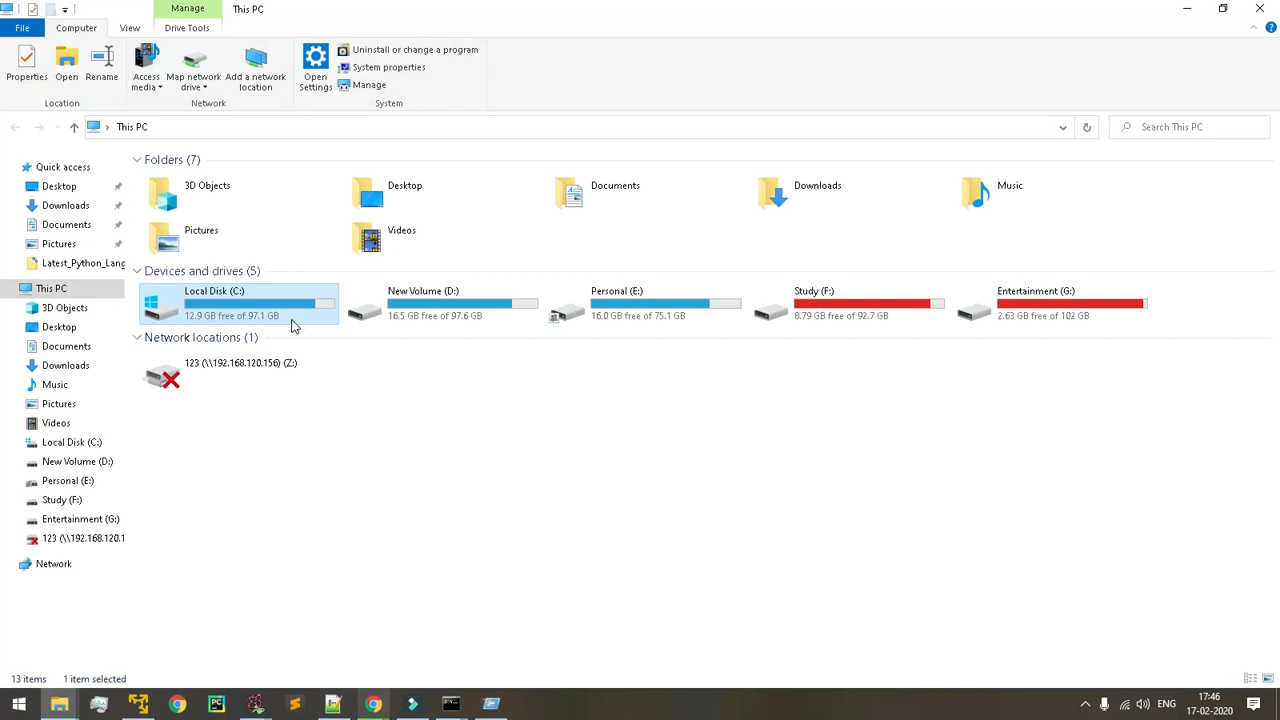 Manage
This PC
File
Computer
View
Drive Tools
Properties
Open
Rename
Access media
Map network drive
Add a network location
Open Settings
Uninstall or change a program
System properties
Manage
Location
Network
System
This PC
Search This PC
Quick access
Desktop
Downloads
Documents
Pictures
Latest_Python_Lang
This PC
3D Objects
Desktop
Documents
Downloads
Music
Pictures
Videos
Local Disk (C:)
New Volume (D:)
Personal (E:)
Study (F:)
Entertainment (G:)
123 (\\192.168.120.1
Network
Folders (7)
3D Objects
Desktop
Documents
Downloads
Music
Pictures
Videos
Devices and drives (5)
Local Disk (C:)
12.9 GB free of 97.1 GB
New Volume (D:)
16.5 GB free of 97.6 GB
Personal (E:)
16.0 GB free of 75.1 GB
Study (F:)
8.79 GB free of 92.7 GB
Entertainment (G:)
2.63 GB free of 102 GB
Network locations (1)
123 (\\192.168.120.156) (Z:)
13 items
1 item selected
PC
ENG
17:46
17-02-2020